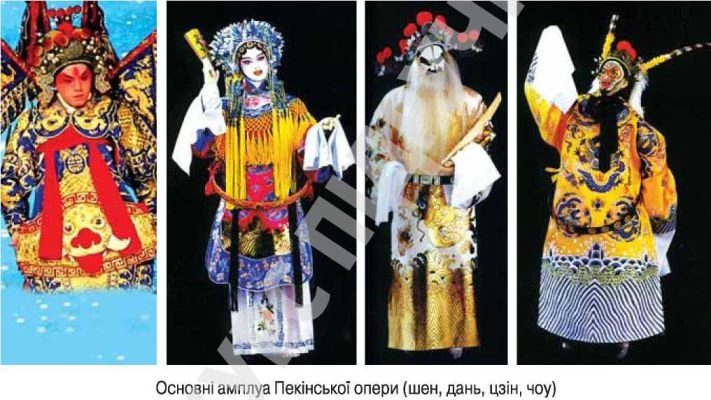 Основні амплуа Пекінської опери (шен, дань, цзін, чоу)